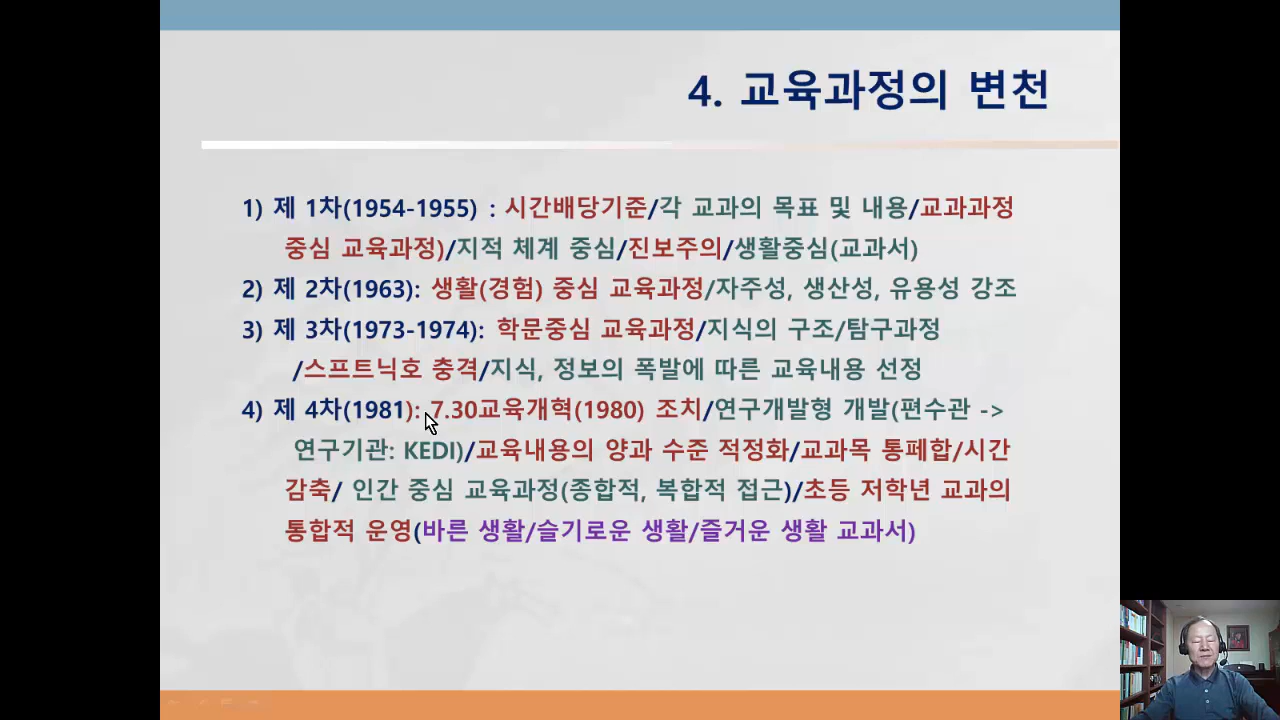 4. 교육과정의 변천
1) 제 1차(1954-1955) : 시간배당기준/각 교과의 목표 및 내용/교과과정
중심 교육과정)/지적 체계 중심/진보주의/생활중심(교과서)
2) 제 2차(1963): 생활(경험) 중심 교육과정/자주성, 생산성, 유용성 강조
3) 제 3차(1973-1974): 학문중심 교육과정/지식의 구조/탐구과정
/스푸트닉호 충격/지식, 정보의 폭발에 따른 교육내용 선정
4) 제 4차(1981): 7.30교육개혁(1980) 조치/연구개발형 개발(편수관 ->
연구기관: KEDI)/교육내용의 양과 수준 적정화/교과목 통폐합/시간
감축/ 인간 중심 교육과정(종합적, 복합적 접근)/초등 저학년 교과의
통합적 운영(바른 생활/슬기로운 생활/즐거운 생활 교과서)